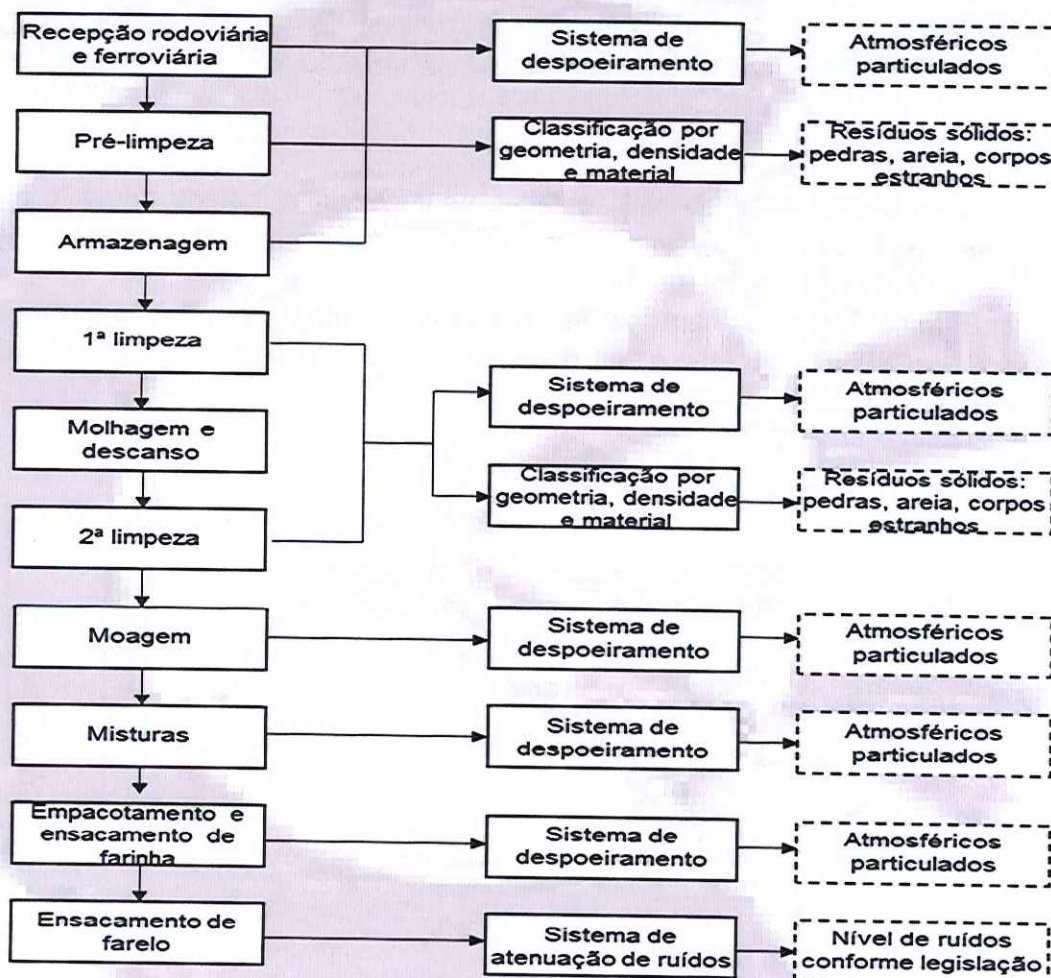 Recepção rodoviária
e ferroviária
Sistema de
despoeiramento
Atmosféricos
particulados
Pré-limpeza
Classificação por
geometria, densidade
e material
Resíduos sólidos:
pedras, areia, corpos
estranhos
Armazenagem
1ª limpeza
Sistema de
despoeiramento
Atmosféricos
particulados
Molhagem e
descanso
Classificação por
geometria, densidade
e material
Resíduos sólidos:
pedras, areia, corpos
estranhos
2ª limpeza
Moagem
Sistema de
despoeiramento
Atmosféricos
particulados
Misturas
Sistema de
despoeiramento
Atmosféricos
particulados
Empacotamento e
ensacamento de
farinha
Sistema de
despoeiramento
Atmosféricos
particulados
Ensacamento de
farelo
Sistema de
atenuação de ruídos
Nível de ruídos
conforme legislação